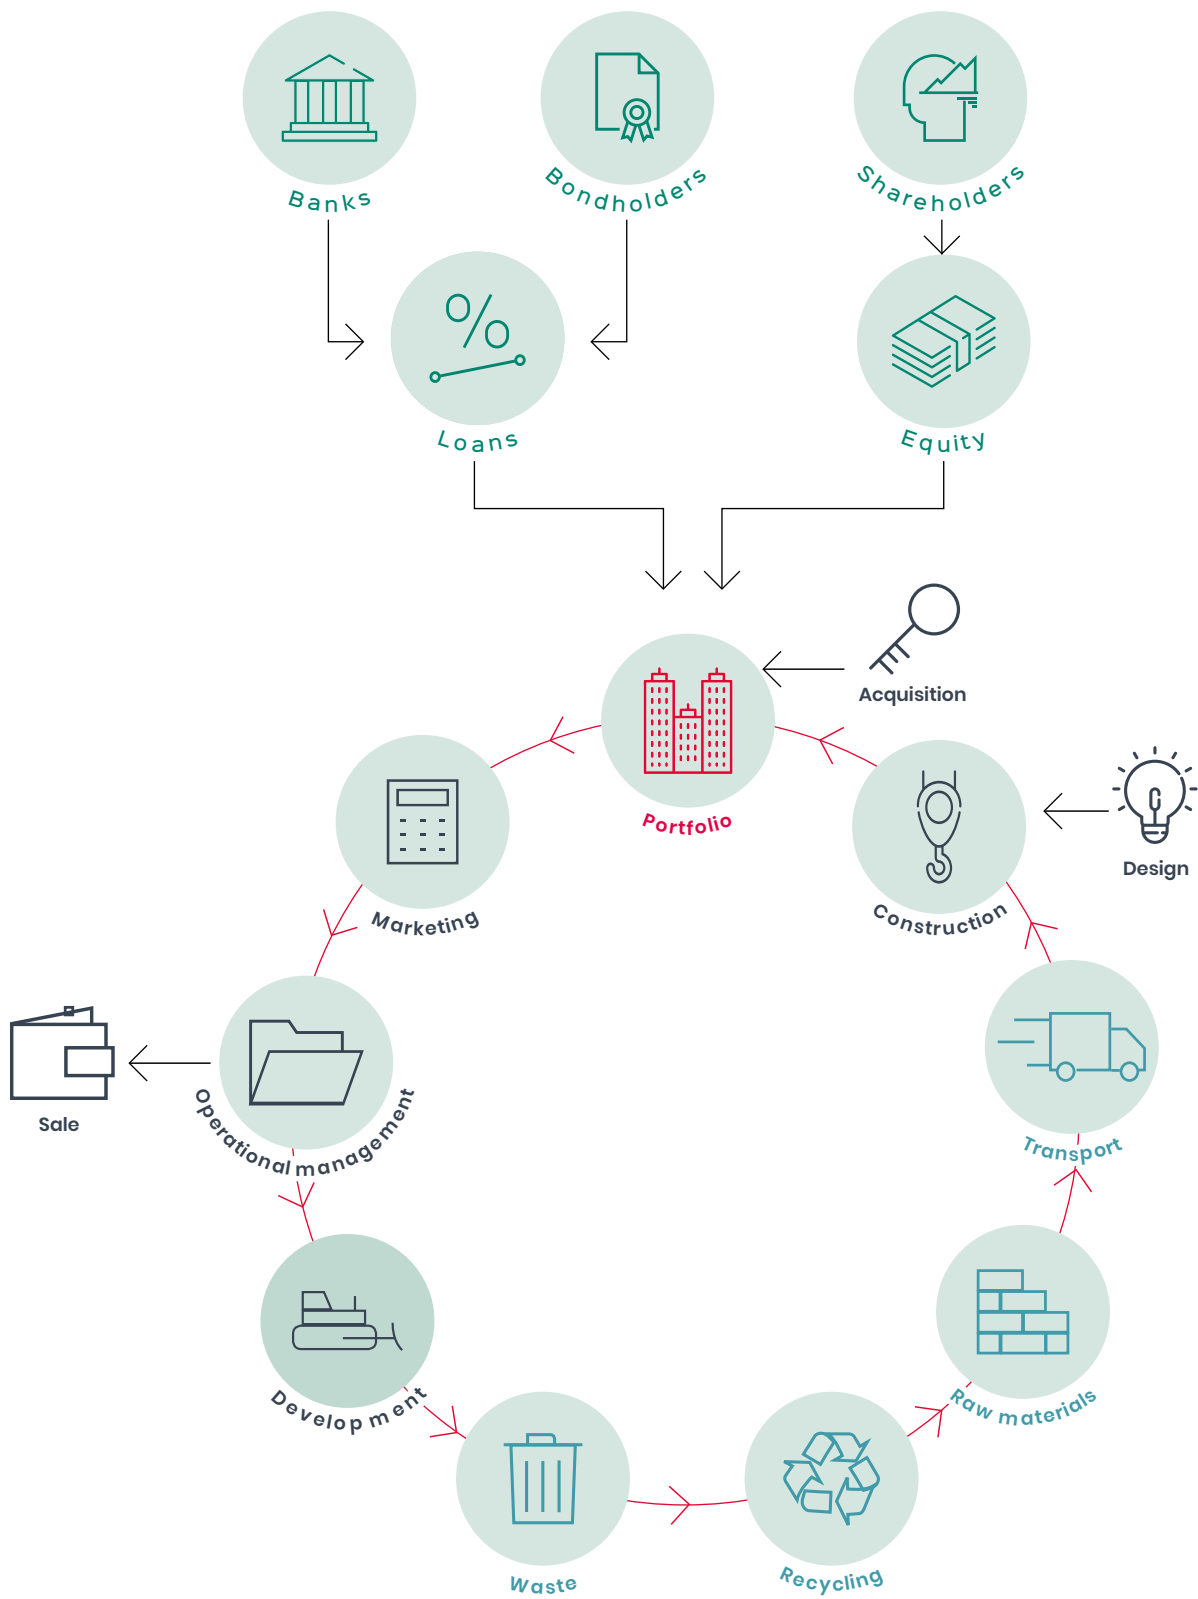 Banks
Bondholders
Shareholders
Loans
Equity
Acquisition
Portfolio
Design
Marketing
Construction
Sale
Operational management
Transport
Development
Raw materials
Waste
Recycling